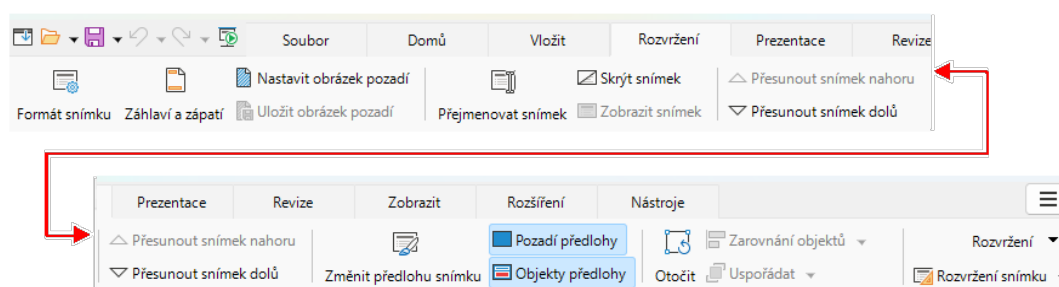 Soubor Domů Vložit Rozvržení Prezentace Revize
Nastavit obrázek pozadí Skrýt snímek Přesunout snímek nahoru
Formát snímku Záhlaví a zápatí Uložit obrázek pozadí Přejmenovat snímek Zobrazit snímek Přesunout snímek dolů
Prezentace Revize Zobrazit Rozšíření Nástroje
Přesunout snímek nahoru Pozadí předlohy Zarovnání objektů Rozvržení
Přesunout snímek dolů Změnit předlohu snímku Objekty předlohy Otočit Uspořádat Rozvržení snímku